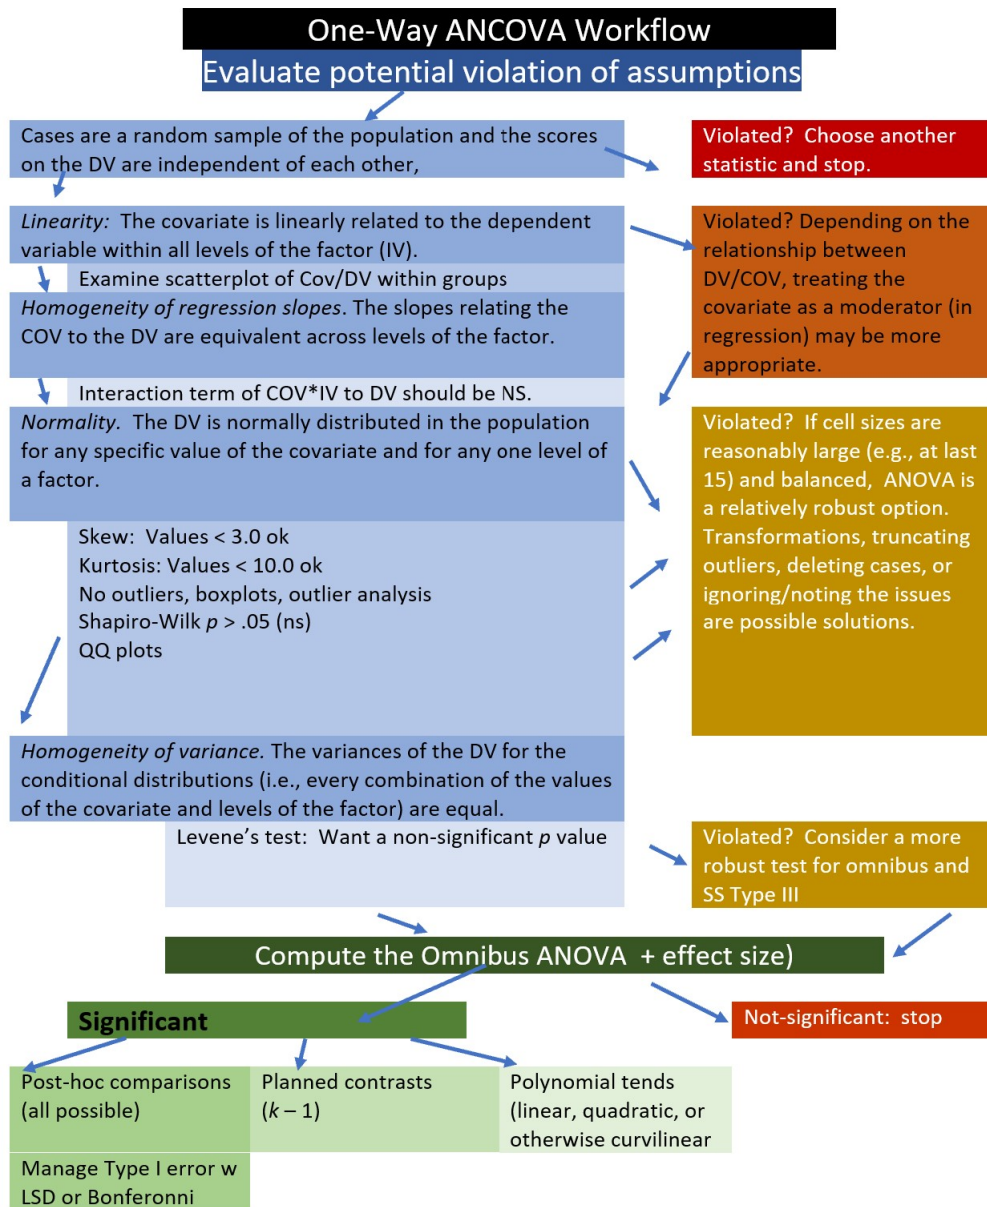 One-Way ANCOVA Workflow
Evaluate potential violation of assumptions
Cases are a random sample of the population and the scores
on the DV are independent of each other,
Violated?  Choose another
statistic and stop.
Linearity:  The covariate is linearly related to the dependent
variable within all levels of the factor (IV).
Examine scatterplot of Cov/DV within groups
Violated? Depending on the
relationship between
DV/COV, treating the
covariate as a moderator (in
regression) may be more
appropriate.
Homogeneity of regression slopes. The slopes relating the
COV to the DV are equivalent across levels of the factor.
Interaction term of COV*IV to DV should be NS.
Normality.  The DV is normally distributed in the population
for any specific value of the covariate and for any one level of
a factor.
Skew:  Values < 3.0 ok
Kurtosis: Values < 10.0 ok
No outliers, boxplots, outlier analysis
Shapiro-Wilk p > .05 (ns)
QQ plots
Violated?  If cell sizes are
reasonably large (e.g., at last
15) and balanced,  ANOVA is
a relatively robust option.
Transformations, truncating
outliers, deleting cases, or
ignoring/noting the issues
are possible solutions.
Homogeneity of variance. The variances of the DV for the
conditional distributions (i.e., every combination of the values
of the covariate and levels of the factor) are equal.
Levene's test:  Want a non-significant p value
Violated?  Consider a more
robust test for omnibus and
SS Type III
Compute the Omnibus ANOVA  + effect size)
Significant
Not-significant:  stop
Post-hoc comparisons
(all possible)
Planned contrasts
(k – 1)
Polynomial tends
(linear, quadratic, or
otherwise curvilinear
Manage Type I error w
LSD or Bonferonni